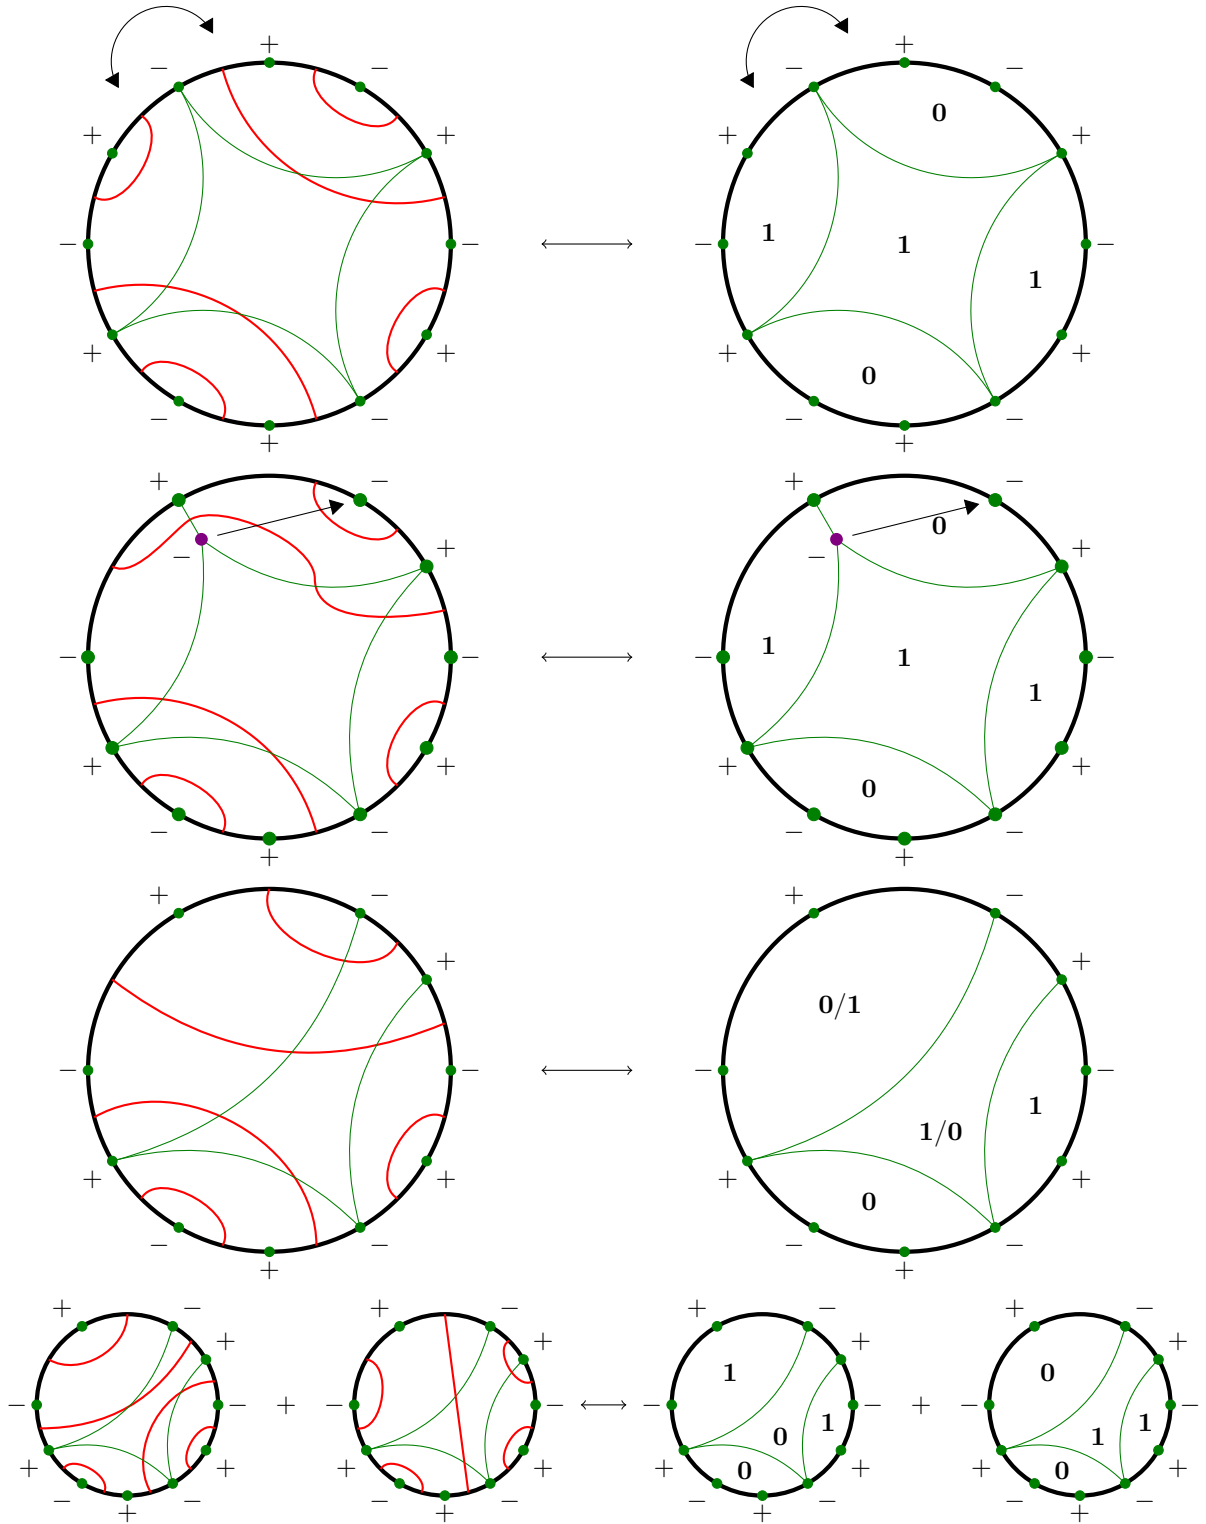 + +
− − − −
0
+ + + +
1 1
− − − −
1
+ + + +
0
− − − −
+ +
+ − + −
0
+ + − −
1 1
− − − −
1
+ + + +
0
− − − −
+ +
+ − + −
+ +
0/1
− − − −
1/0 1
+ + + +
0
− − − −
+ +
+ − + − + − + −
+ + + +
1 0
− − + − − − − + − −
0 1 1 1
+ + + + + + + +
0 0
− − − − − − − −
+ + + +